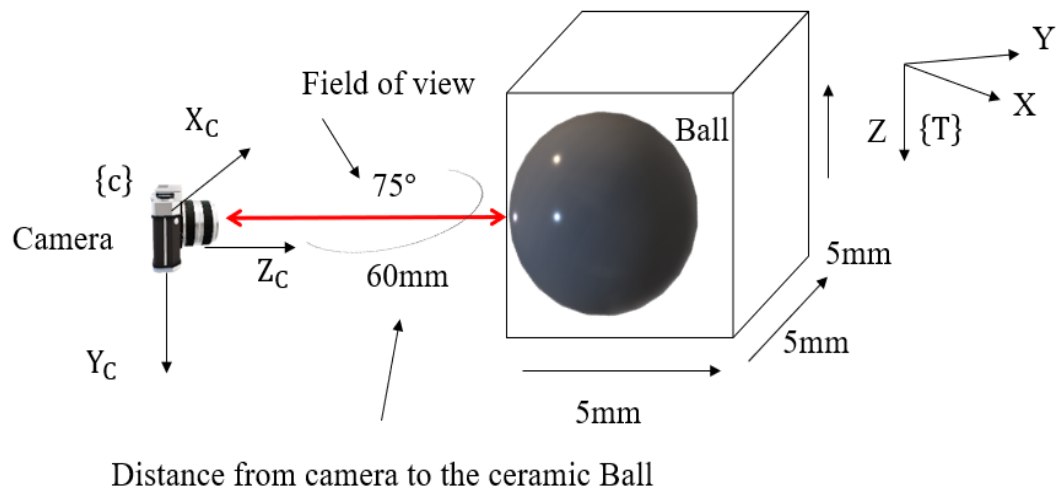 Y
Field of view
X_C
Ball
X
Z
{T}
{c}
75°
Camera
Z_C
60mm
5mm
5mm
Y_C
5mm
Distance from camera to the ceramic Ball